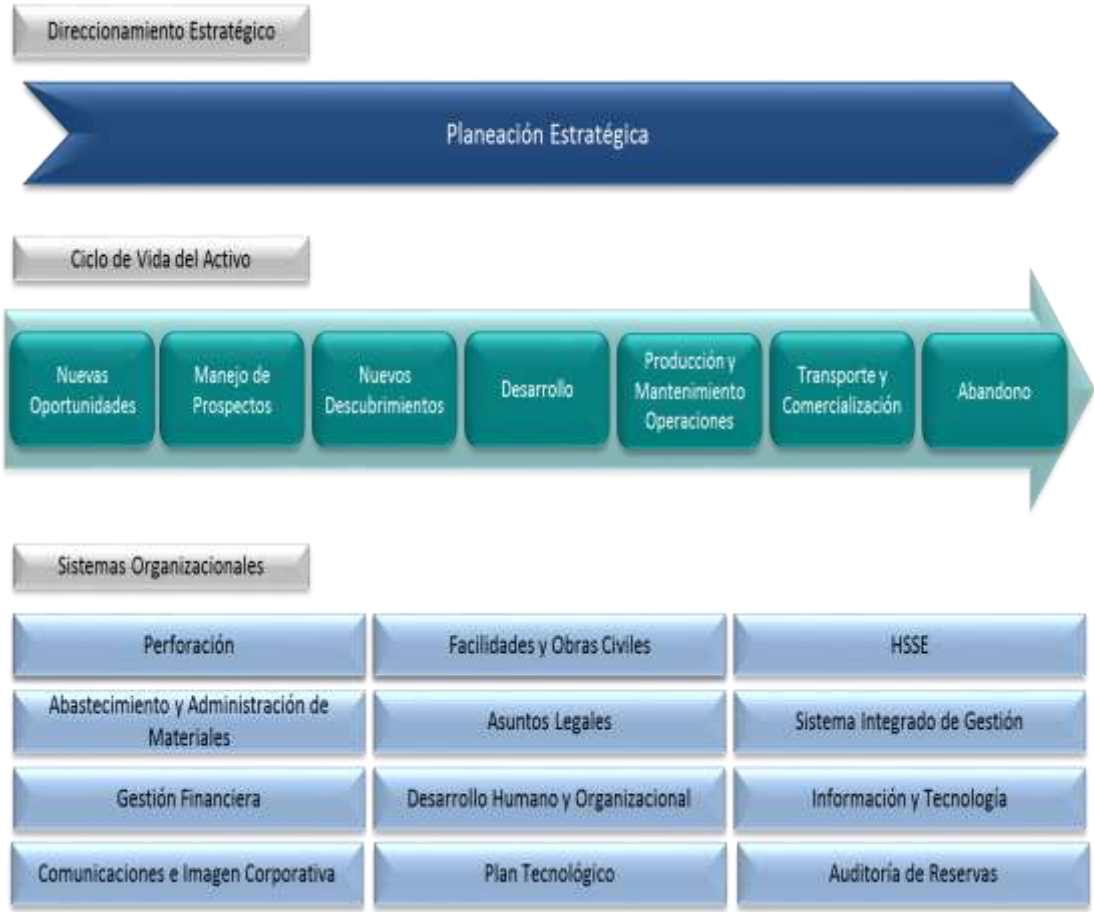 Direccionamiento Estratégico
Planeación Estratégica
Ciclo de Vida del Activo
Nuevas
Oportunidades
Manejo de
Prospectos
Nuevos
Descubrimientos
Desarrollo
Producción y
Mantenimiento
Operaciones
Transporte y
Comercialización
Abandono
Sistemas Organizacionales
Perforación
Facilidades y Obras Civiles
HSSE
Abastecimiento y Administración de
Materiales
Asuntos Legales
Sistema Integrado de Gestión
Gestión Financiera
Desarrollo Humano y Organizacional
Información y Tecnología
Comunicaciones e Imagen Corporativa
Plan Tecnológico
Auditoría de Reservas